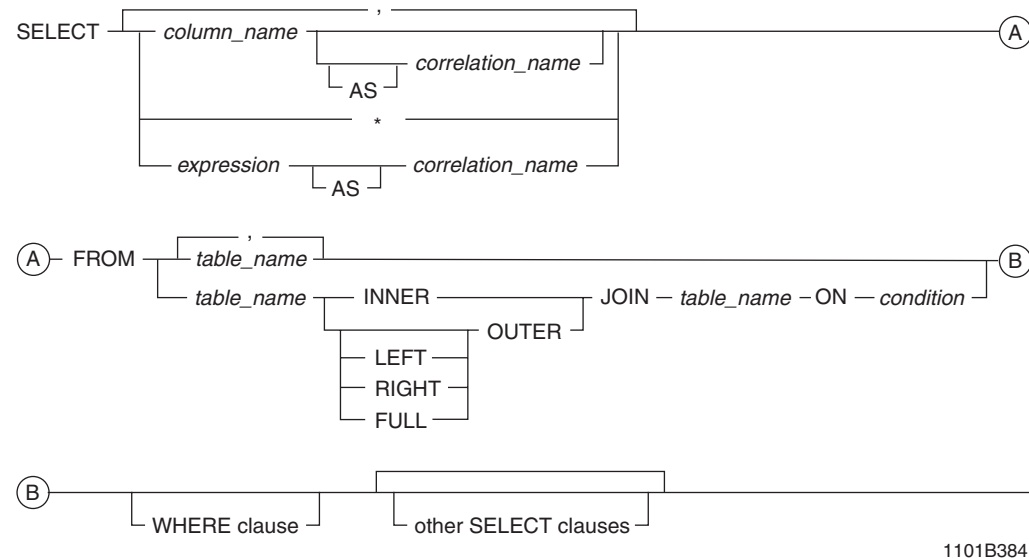 ,
SELECT column_name A
AS correlation_name
*
expression AS correlation_name
,
A FROM table_name B
table_name INNER JOIN table_name ON condition
OUTER
LEFT
RIGHT
FULL
B
WHERE clause other SELECT clauses
1101B384